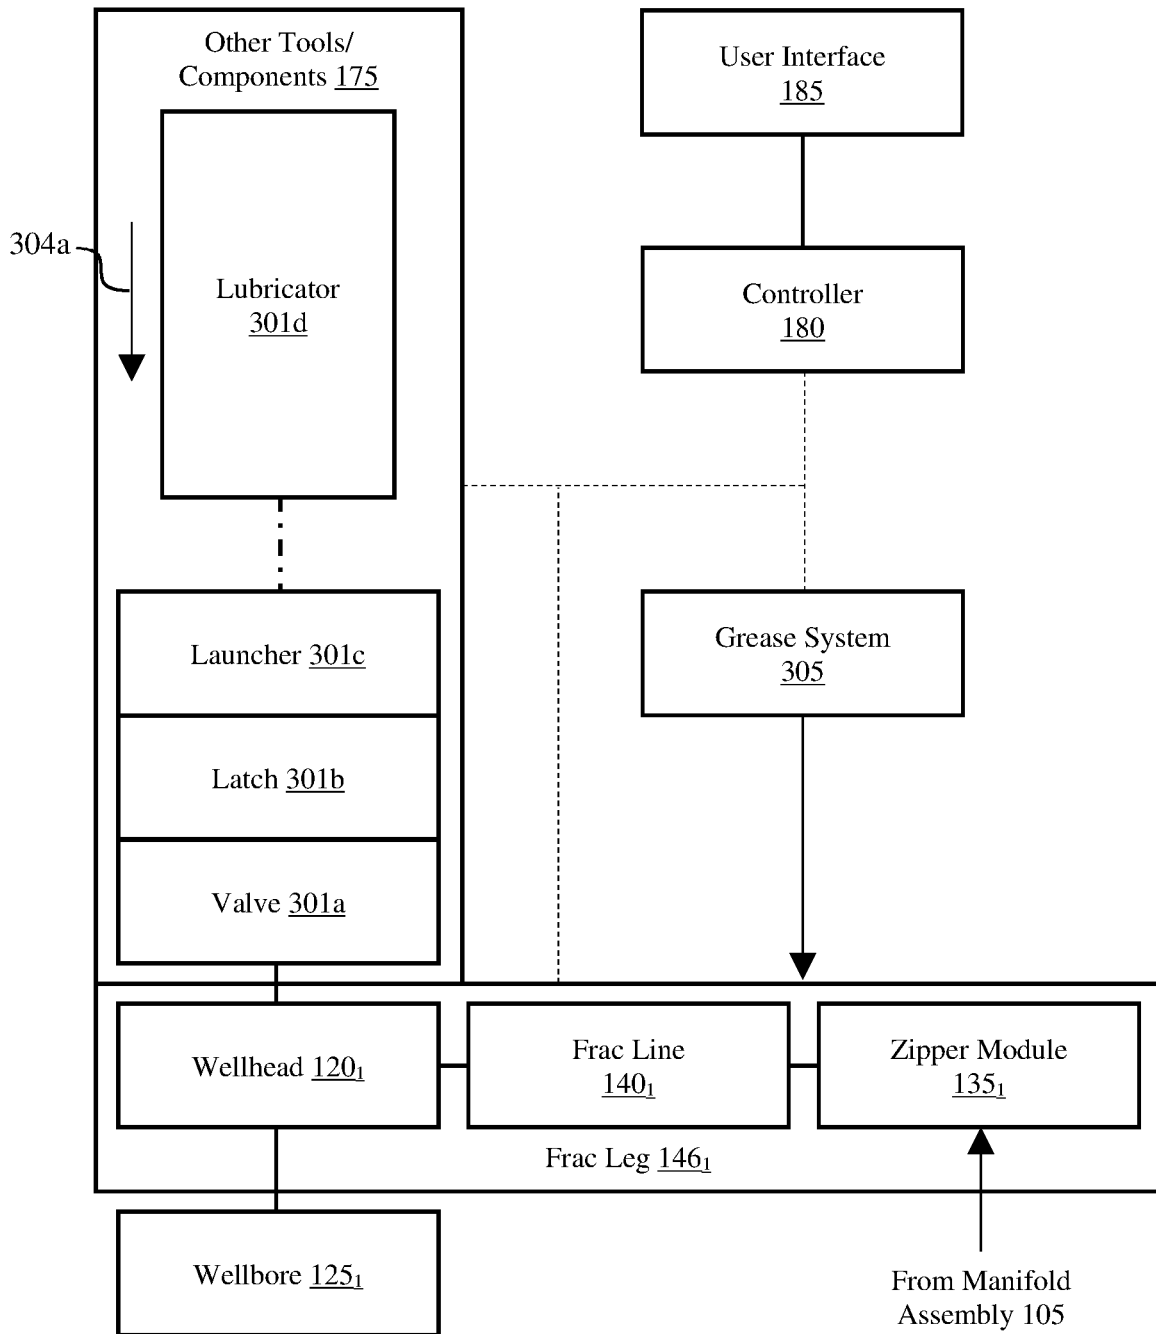 Other Tools/
Components 175
User Interface
185
304a
Lubricator
301d
Controller
180
Launcher 301c
Grease System
305
Latch 301b
Valve 301a
Wellhead 120₁
Frac Line
140₁
Zipper Module
135₁
Frac Leg 146₁
Wellbore 125₁
From Manifold
Assembly 105